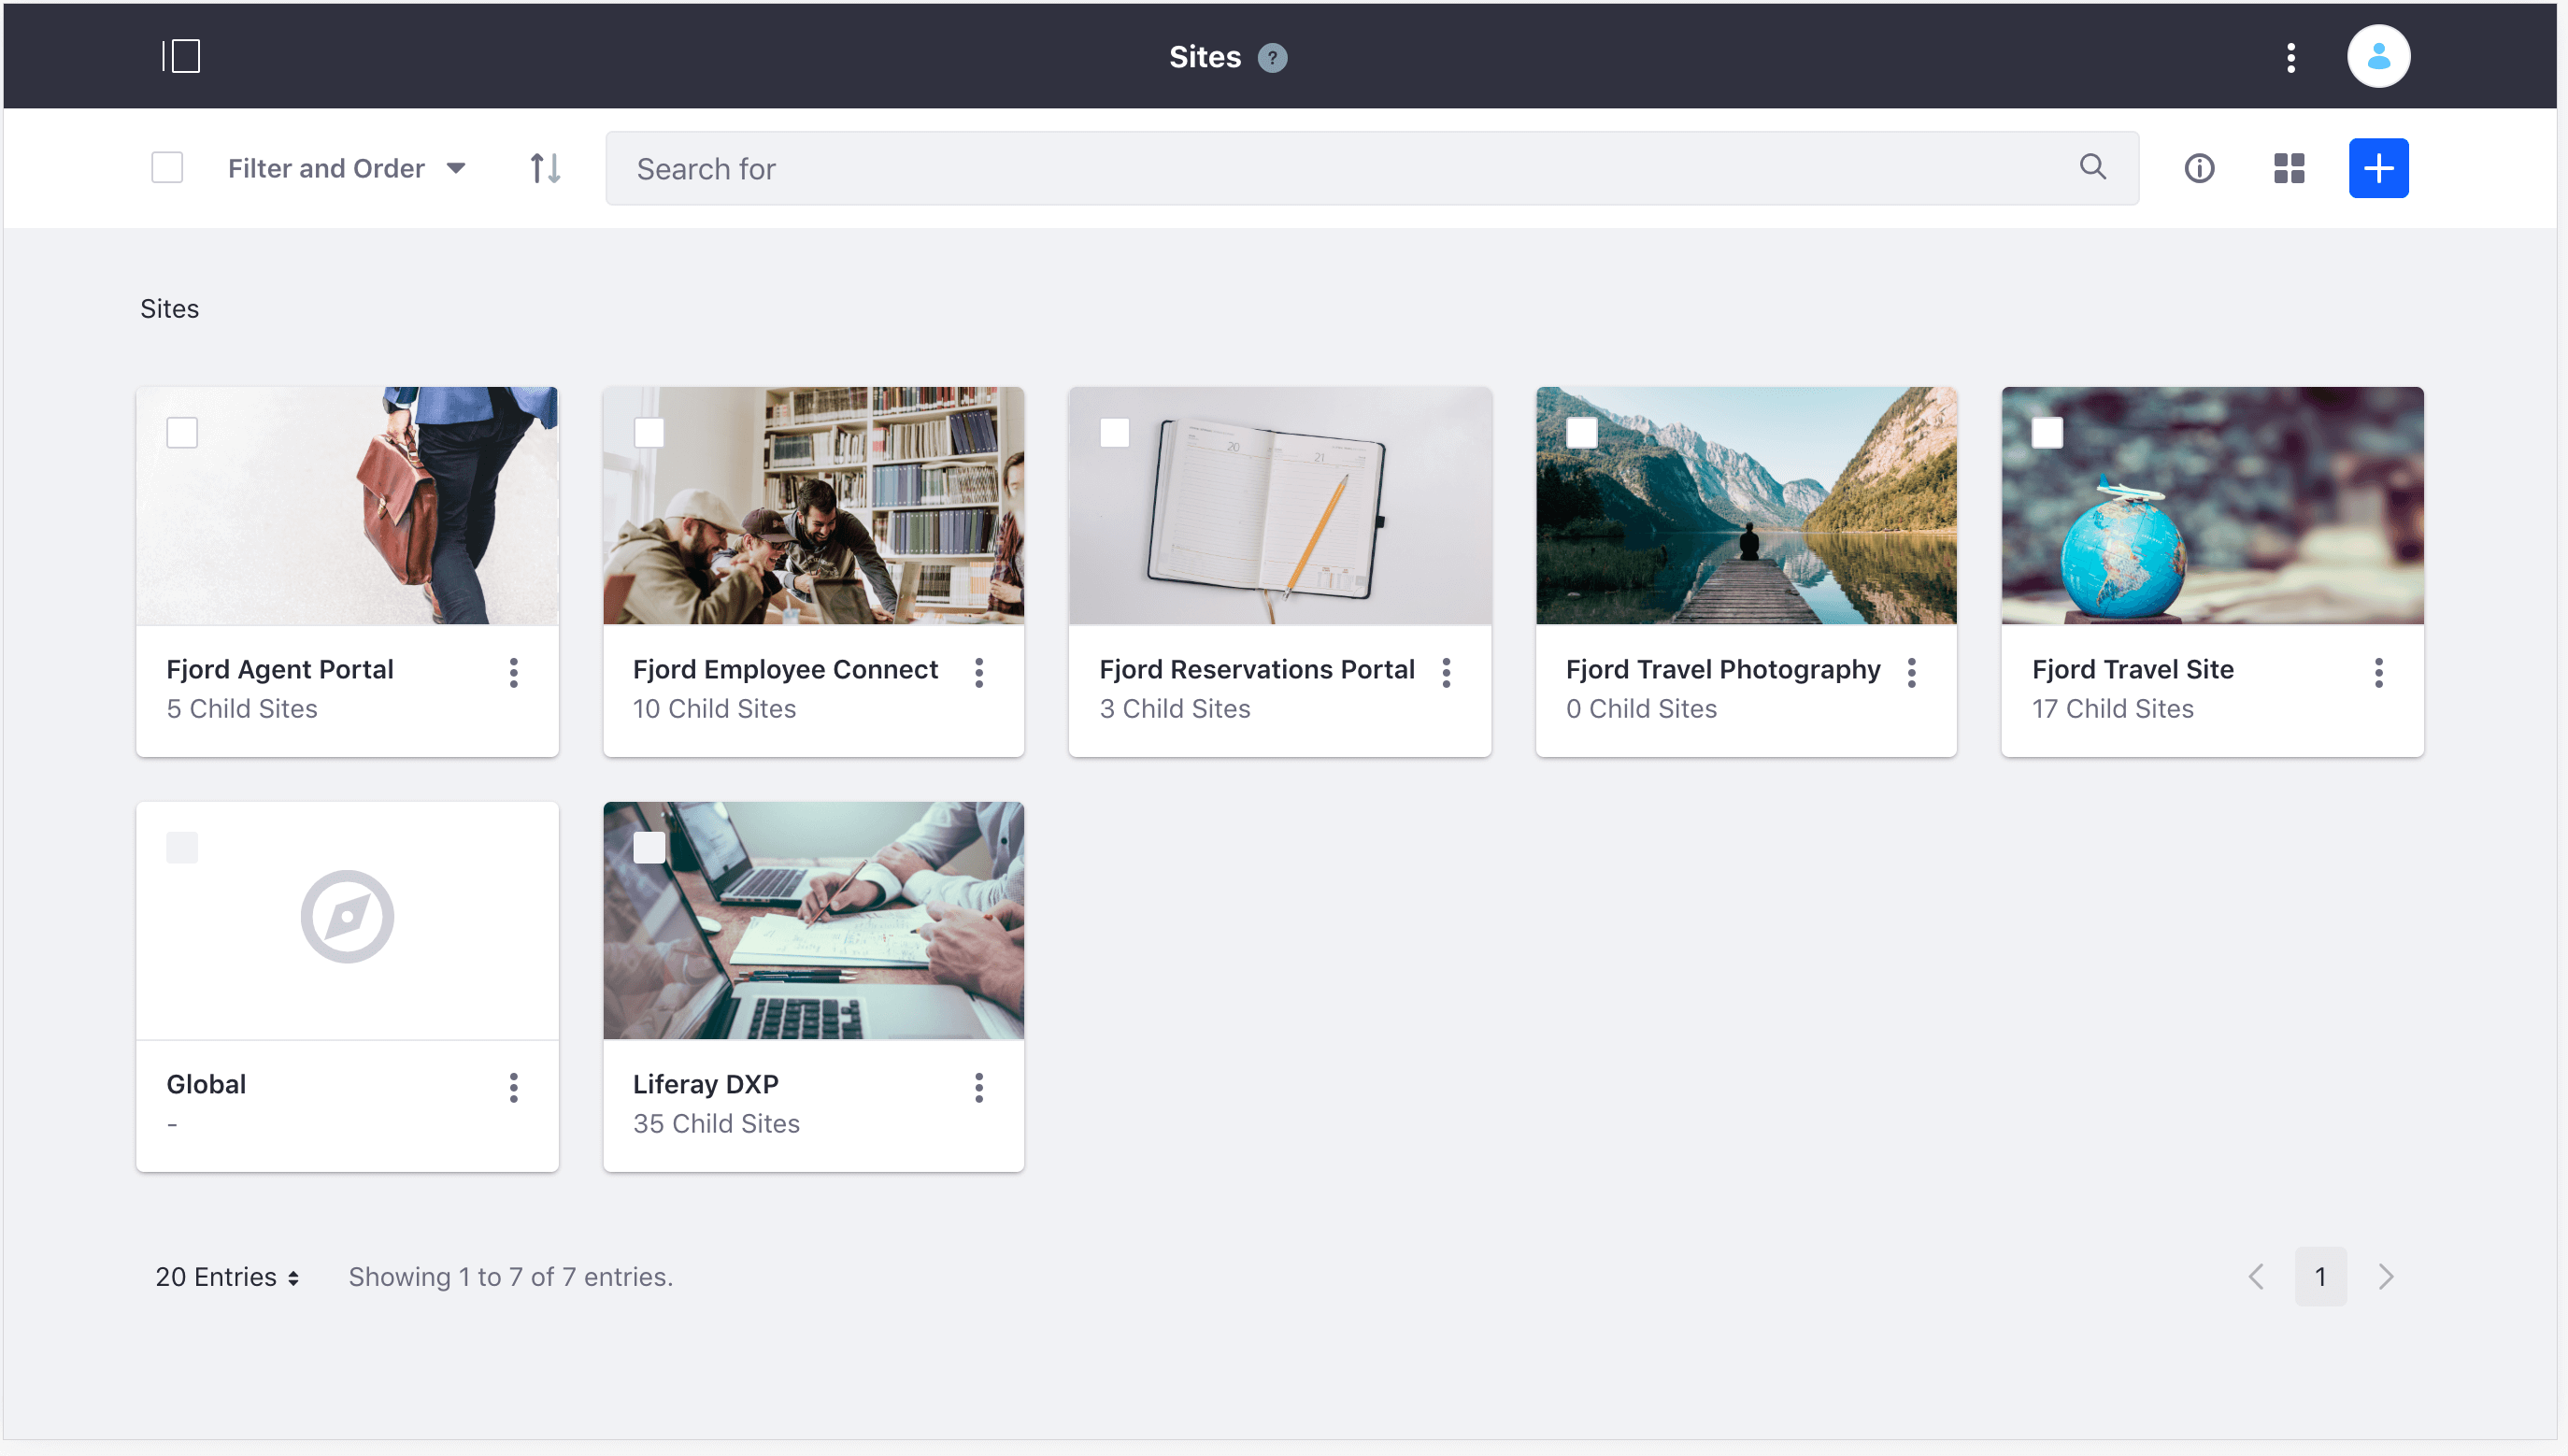 Sites ?
Filter and Order
Search for
Sites
20 21
Fjord Agent Portal
5 Child Sites
Fjord Employee Connect
10 Child Sites
Fjord Reservations Portal
3 Child Sites
Fjord Travel Photography
0 Child Sites
Fjord Travel Site
17 Child Sites
Global
-
Liferay DXP
35 Child Sites
20 Entries
Showing 1 to 7 of 7 entries.
1